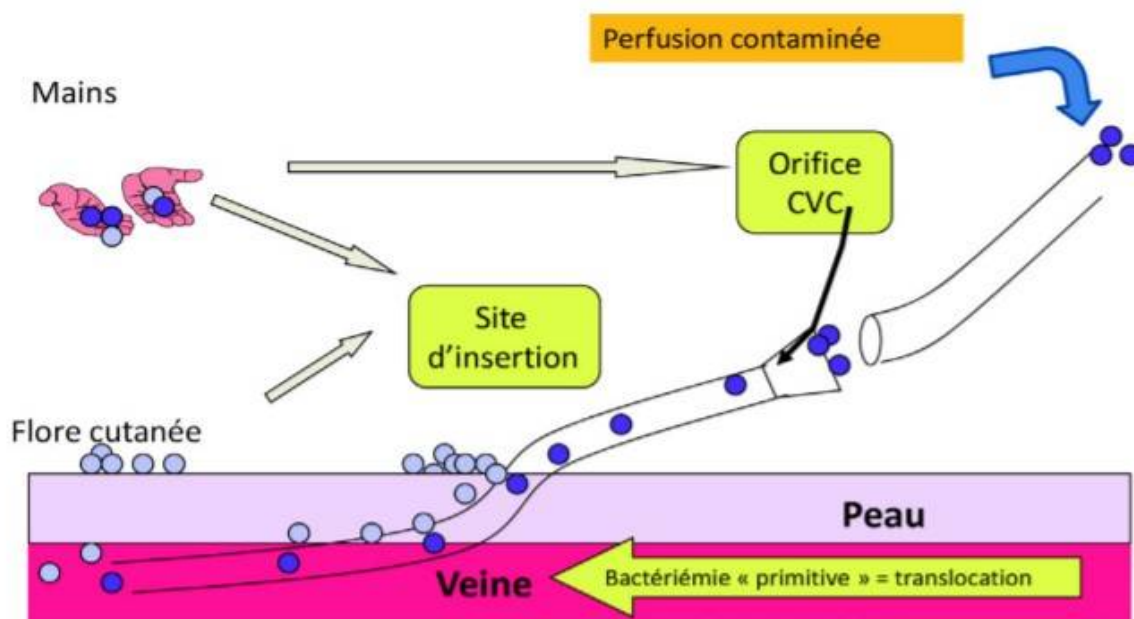 Perfusion contaminée
Mains
Orifice
CVC
Site
d’insertion
Flore cutanée
Peau
Veine
Bactériémie « primitive » = translocation